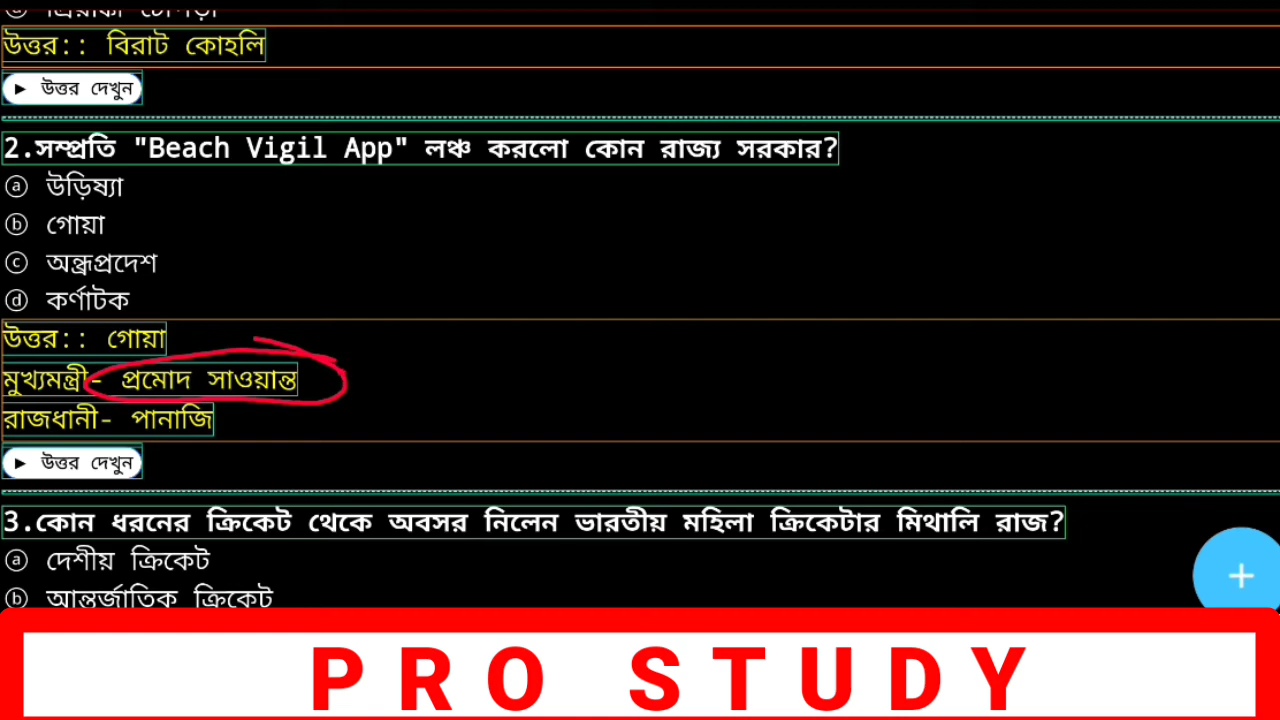 উত্তর:: বিরাট কোহলি
► উত্তর দেখুন
2.সম্প্রতি "Beach Vigil App" লঞ্চ করলো কোন রাজ্য সরকার?
ⓐ উড়িষ্যা
ⓑ গোয়া
ⓒ অন্ধ্রপ্রদেশ
ⓓ কর্ণাটক
উত্তর:: গোয়া
মুখ্যমন্ত্রী- প্রমোদ সাওয়ান্ত
রাজধানী- পানাজি
► উত্তর দেখুন
3.কোন ধরনের ক্রিকেট থেকে অবসর নিলেন ভারতীয় মহিলা ক্রিকেটার মিথালি রাজ?
ⓐ দেশীয় ক্রিকেট
ⓑ আন্তর্জাতিক ক্রিকেট
+
PRO STUDY